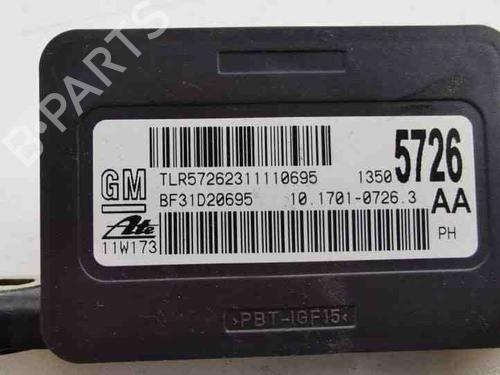 B-PARTS
GM
TLR57262311110695
1350 5726
BF31D20695
10.1701-0726.3
AA
Ate
11W173
PH
>PBT-IGF15<